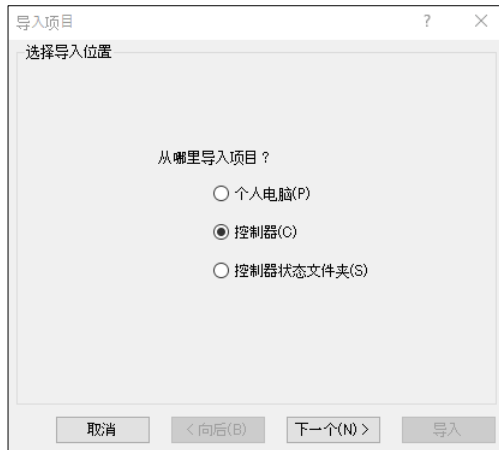 导入项目
选择导入位置
从哪里导入项目？
个人电脑(P)
控制器(C)
控制器状态文件夹(S)
取消
< 向后(B)
下一个(N) >
导入